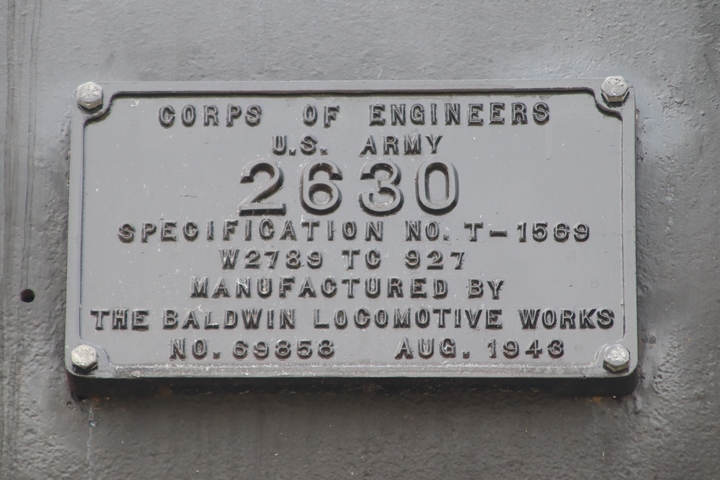 CORPS OF ENGINEERS
U.S. ARMY
2630
SPECIFICATION NO. T-1569
W2789 TC 927
MANUFACTURED BY
THE BALDWIN LOCOMOTIVE WORKS
NO. 69858 AUG. 1943